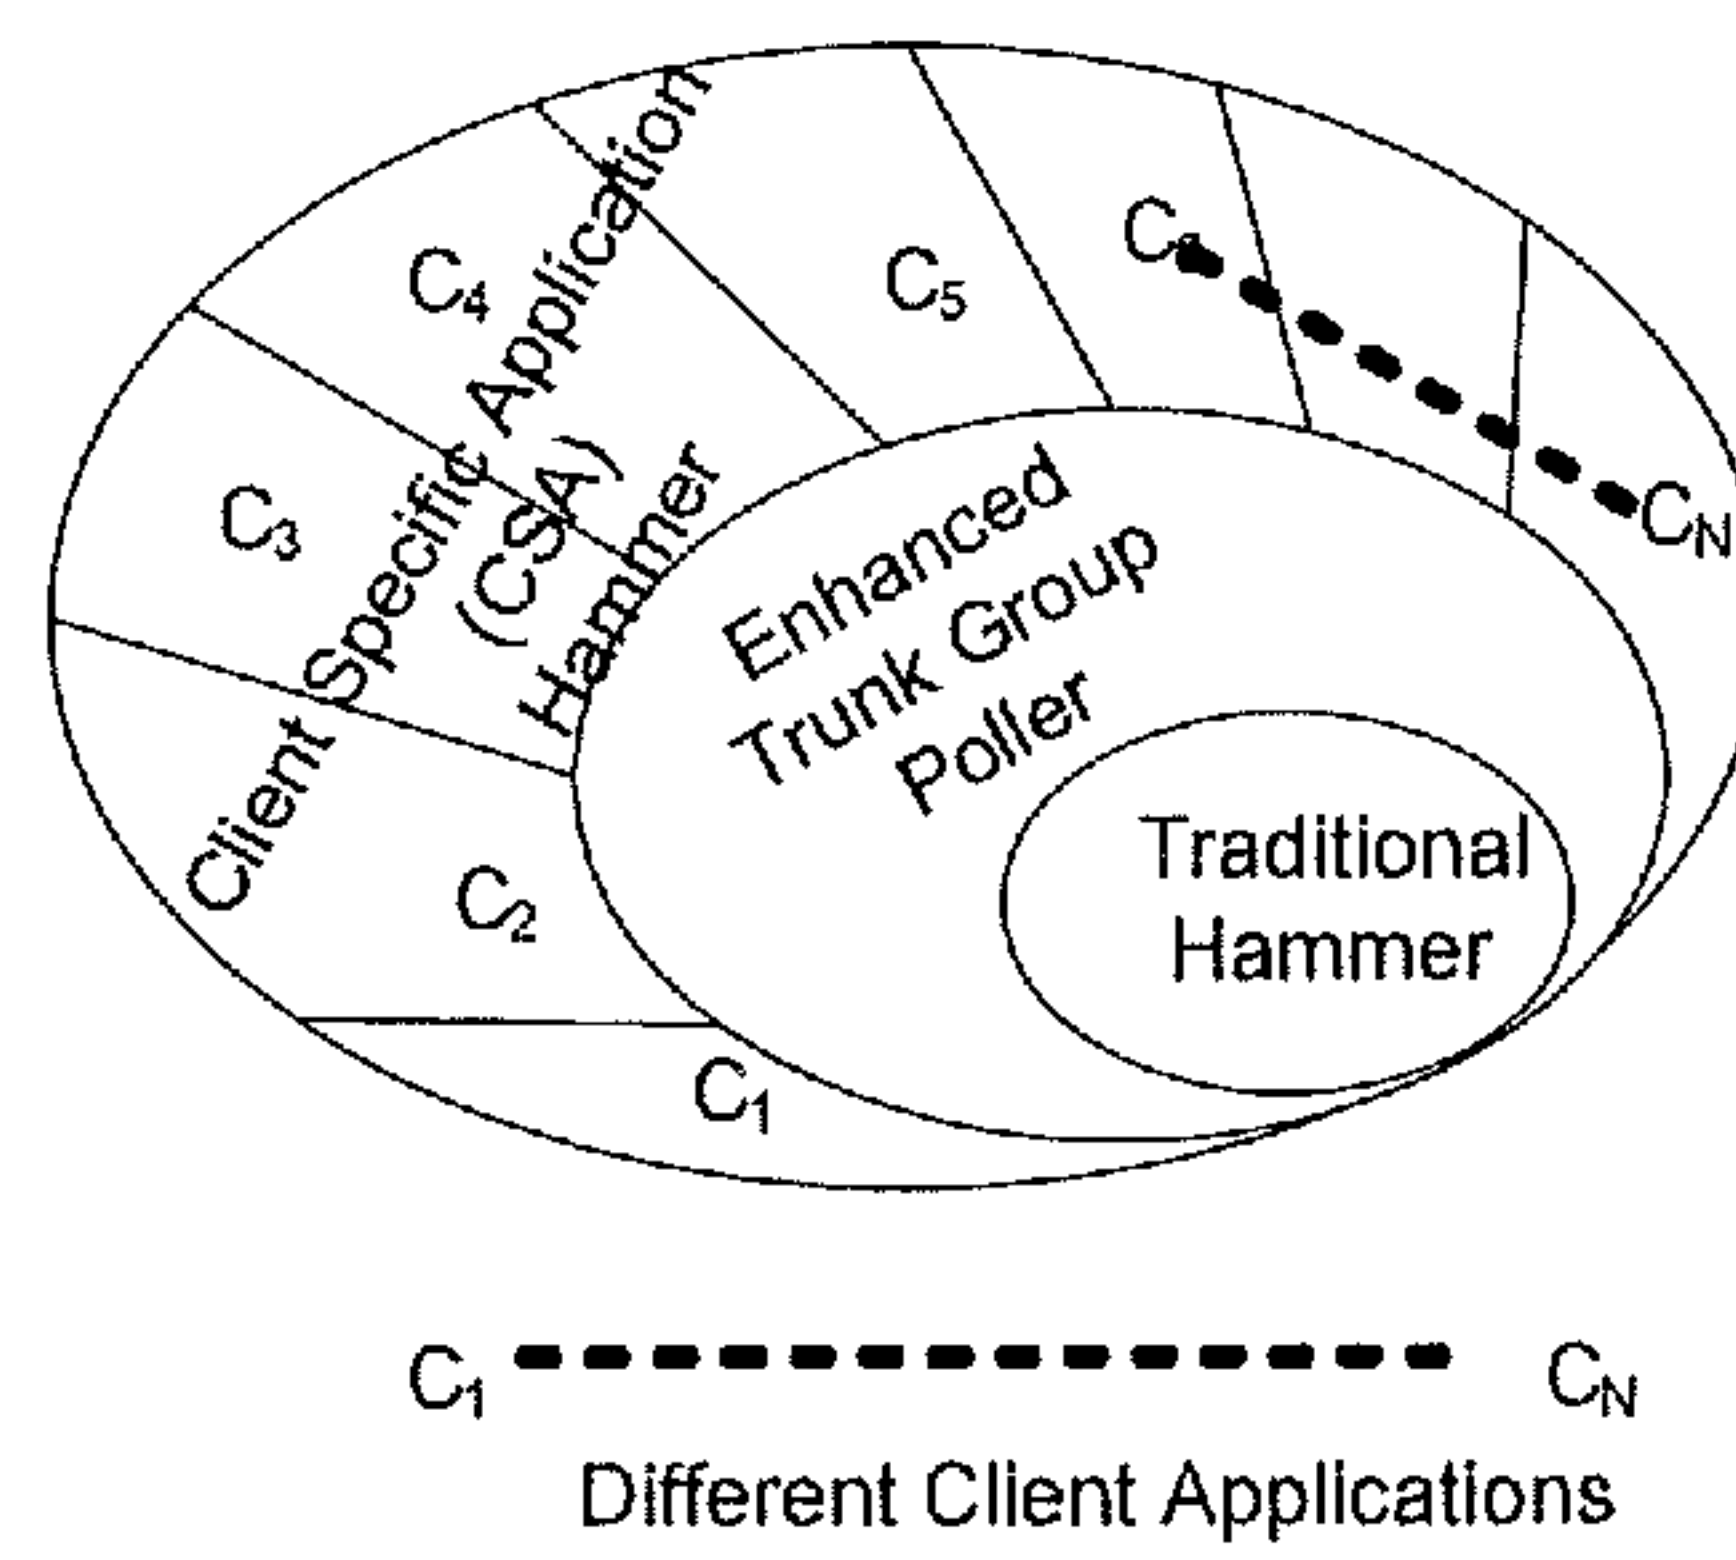 Client Specific Application
(CSA)
Hammer
C4
C5
C3
CN
C2
C1
Enhanced
Trunk Group
Poller
Traditional
Hammer
C1 CN
Different Client Applications